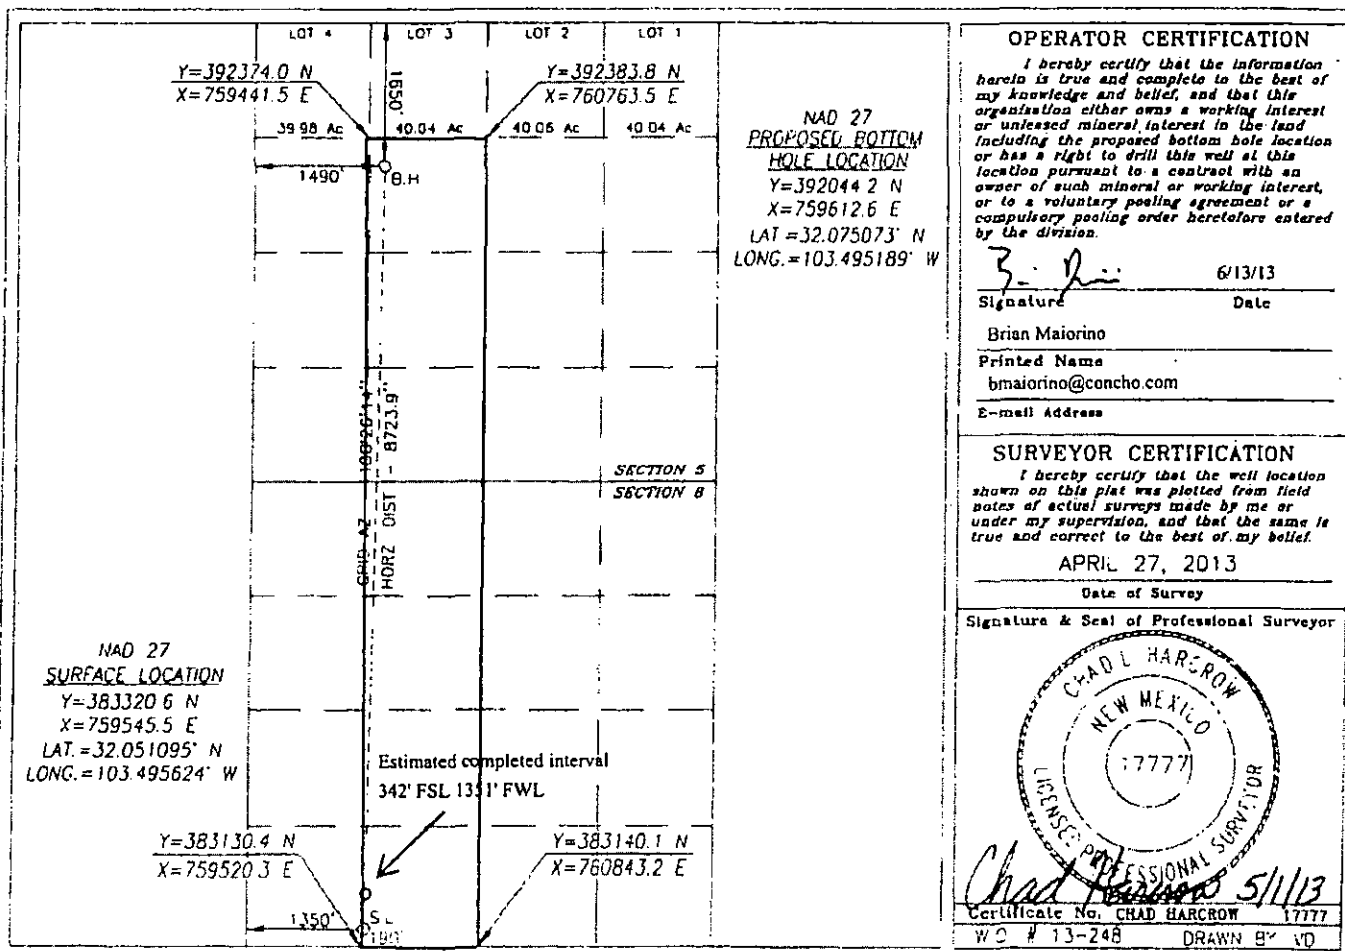 LOT 4
LOT 3
LOT 2
LOT 1
Y=392374.0 N
X=759441.5 E
1650'
Y=392383.8 N
X=760763.5 E
39.98 Ac
40.04 Ac
40.06 Ac
40.04 Ac
1490'
B.H
NAD 27
PROPOSED BOTTOM
HOLE LOCATION
Y=392044.2 N
X=759612.6 E
LAT.=32.075073° N
LONG.=103.495189° W
GRID AZ
HORZ DIST - 8723.9"
SECTION 5
SECTION 8
NAD 27
SURFACE LOCATION
Y=383320.6 N
X=759545.5 E
LAT.=32.051095° N
LONG.=103.495624° W
Estimated completed interval
342' FSL 1351' FWL
Y=383130.4 N
X=759520.3 E
Y=383140.1 N
X=760843.2 E
1350'
S.L.
190'
OPERATOR CERTIFICATION
I hereby certify that the information
herein is true and complete to the best of
my knowledge and belief, and that this
organization either owns a working interest
or unleased mineral interest in the land
including the proposed bottom hole location
or has a right to drill this well at this
location pursuant to a contract with an
owner of such mineral or working interest,
or to a voluntary pooling agreement or a
compulsory pooling order heretofore entered
by the division.
6/13/13
Signature Date
Brian Maiorino
Printed Name
bmaiorino@concho.com
E-mail Address
SURVEYOR CERTIFICATION
I hereby certify that the well location
shown on this plat was plotted from field
notes of actual surveys made by me or
under my supervision, and that the same is
true and correct to the best of my belief.
APRIL 27, 2013
Date of Survey
Signature & Seal of Professional Surveyor
CHAD L HARCROW
NEW MEXICO
17777
LICENSED PROFESSIONAL SURVEYOR
Chad Harcrow 5/1/13
Certificate No. CHAD HARCROW 17777
W.O. # 13-248 DRAWN BY VD